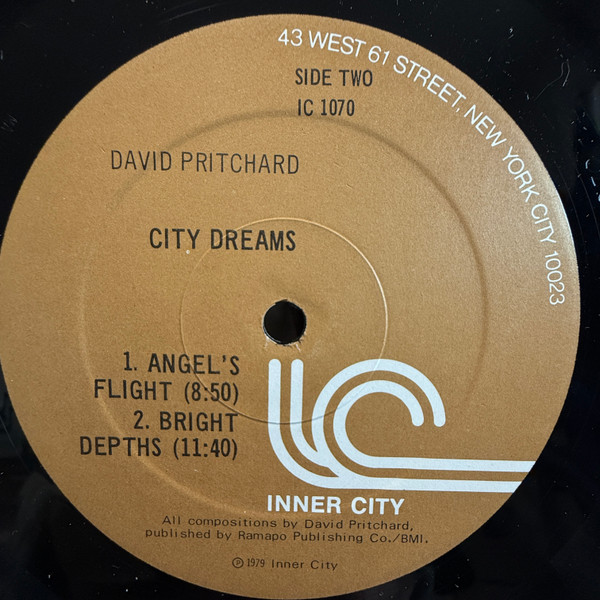 43 WEST 61 STREET, NEW YORK CITY 10023
SIDE TWO
IC 1070
DAVID PRITCHARD
CITY DREAMS
1. ANGEL'S
FLIGHT (8:50)
2. BRIGHT
DEPTHS (11:40)
IC
INNER CITY
All compositions by David Pritchard,
published by Ramapo Publishing Co./BMI.
℗ 1979 Inner City